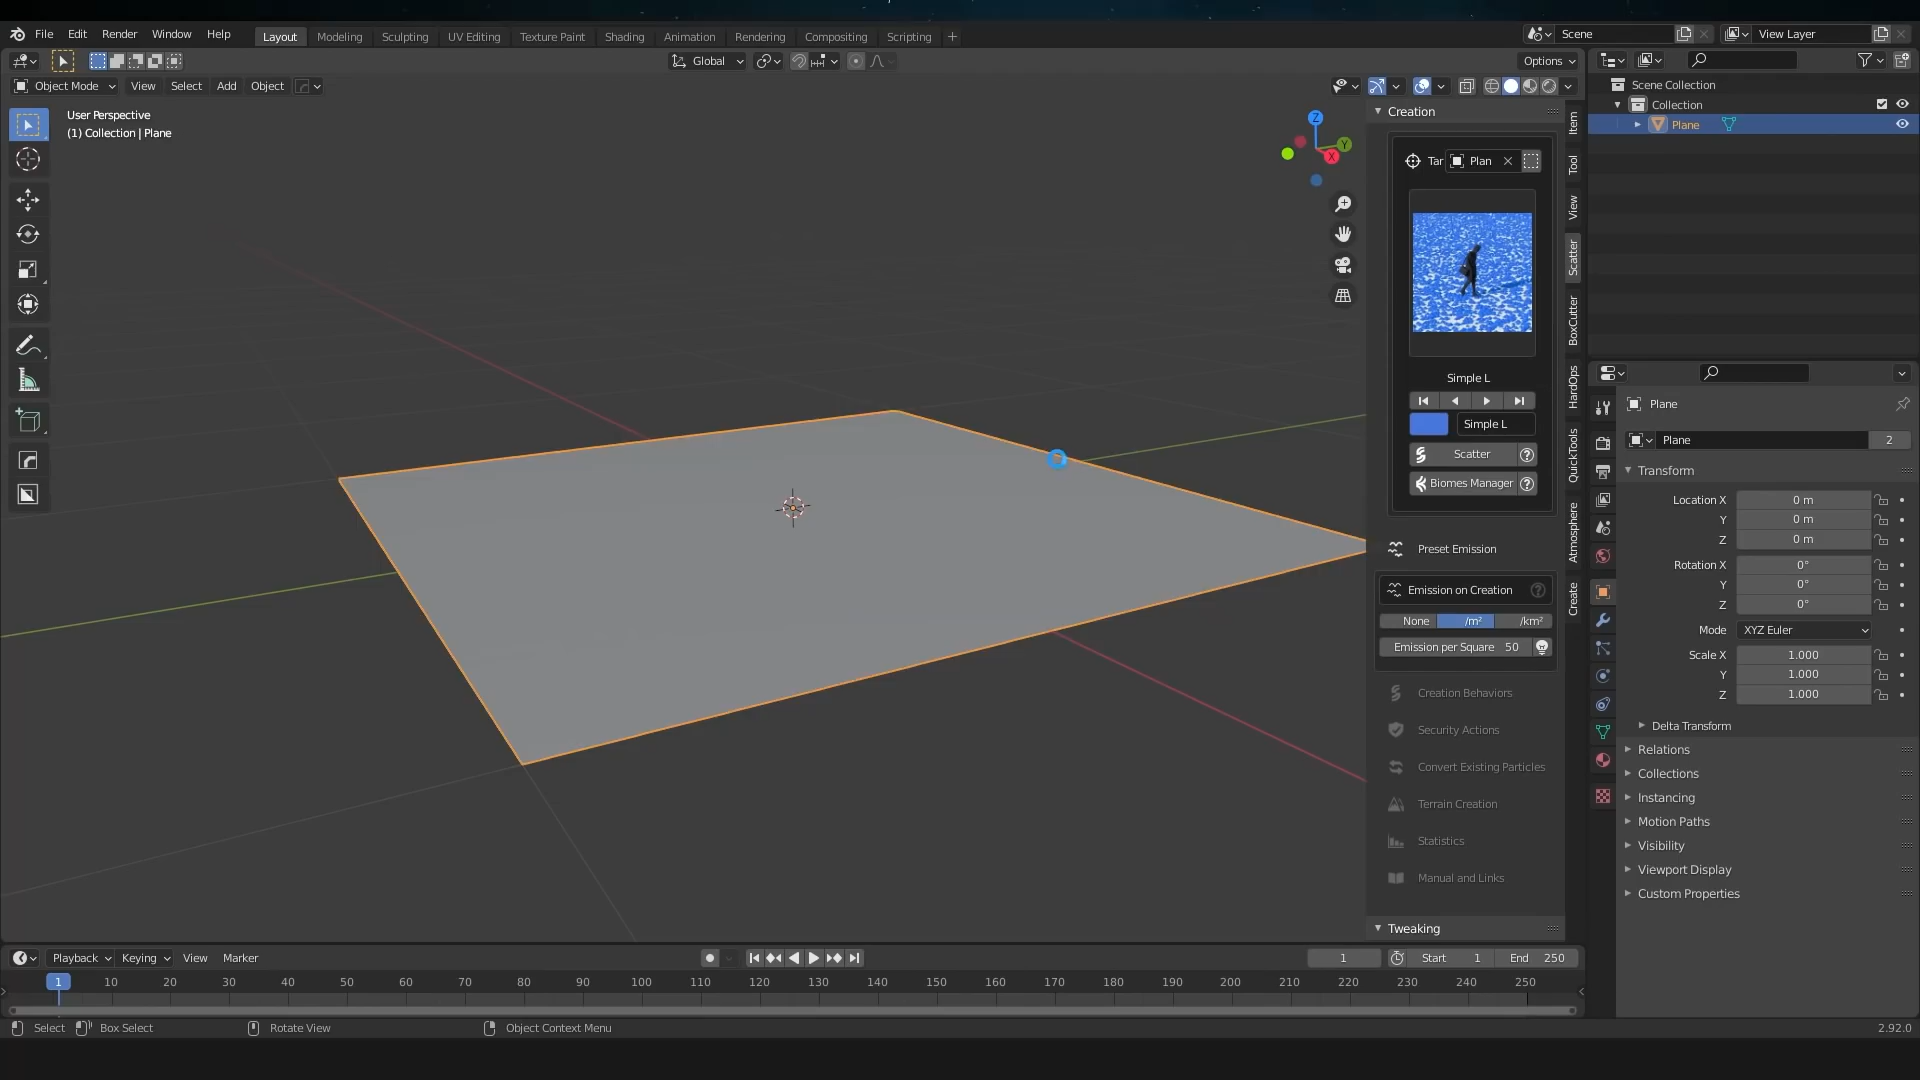 File Edit Render Window Help Layout Modeling Sculpting UV Editing Texture Paint Shading Animation Rendering Compositing Scripting + Scene View Layer
Global Options
Object Mode View Select Add Object
User Perspective
(1) Collection | Plane
Scene Collection
Collection
Plane
Z
Y
X
Creation
Tar Plan
Simple L
Simple L
Scatter ?
Biomes Manager ?
Preset Emission
Emission on Creation ?
None /m² /km²
Emission per Square 50
Creation Behaviors
Security Actions
Convert Existing Particles
Terrain Creation
Statistics
Manual and Links
Tweaking
Item
Tool
View
Scatter
BoxCutter
HardOps
QuickTools
Atmosphere
Create
Plane
Plane 2
Transform
Location X 0 m
Y 0 m
Z 0 m
Rotation X 0°
Y 0°
Z 0°
Mode XYZ Euler
Scale X 1.000
Y 1.000
Z 1.000
Delta Transform
Relations
Collections
Instancing
Motion Paths
Visibility
Viewport Display
Custom Properties
Playback Keying View Marker 1 Start 1 End 250
1 10 20 30 40 50 60 70 80 90 100 110 120 130 140 150 160 170 180 190 200 210 220 230 240 250
Select Box Select Rotate View Object Context Menu 2.92.0